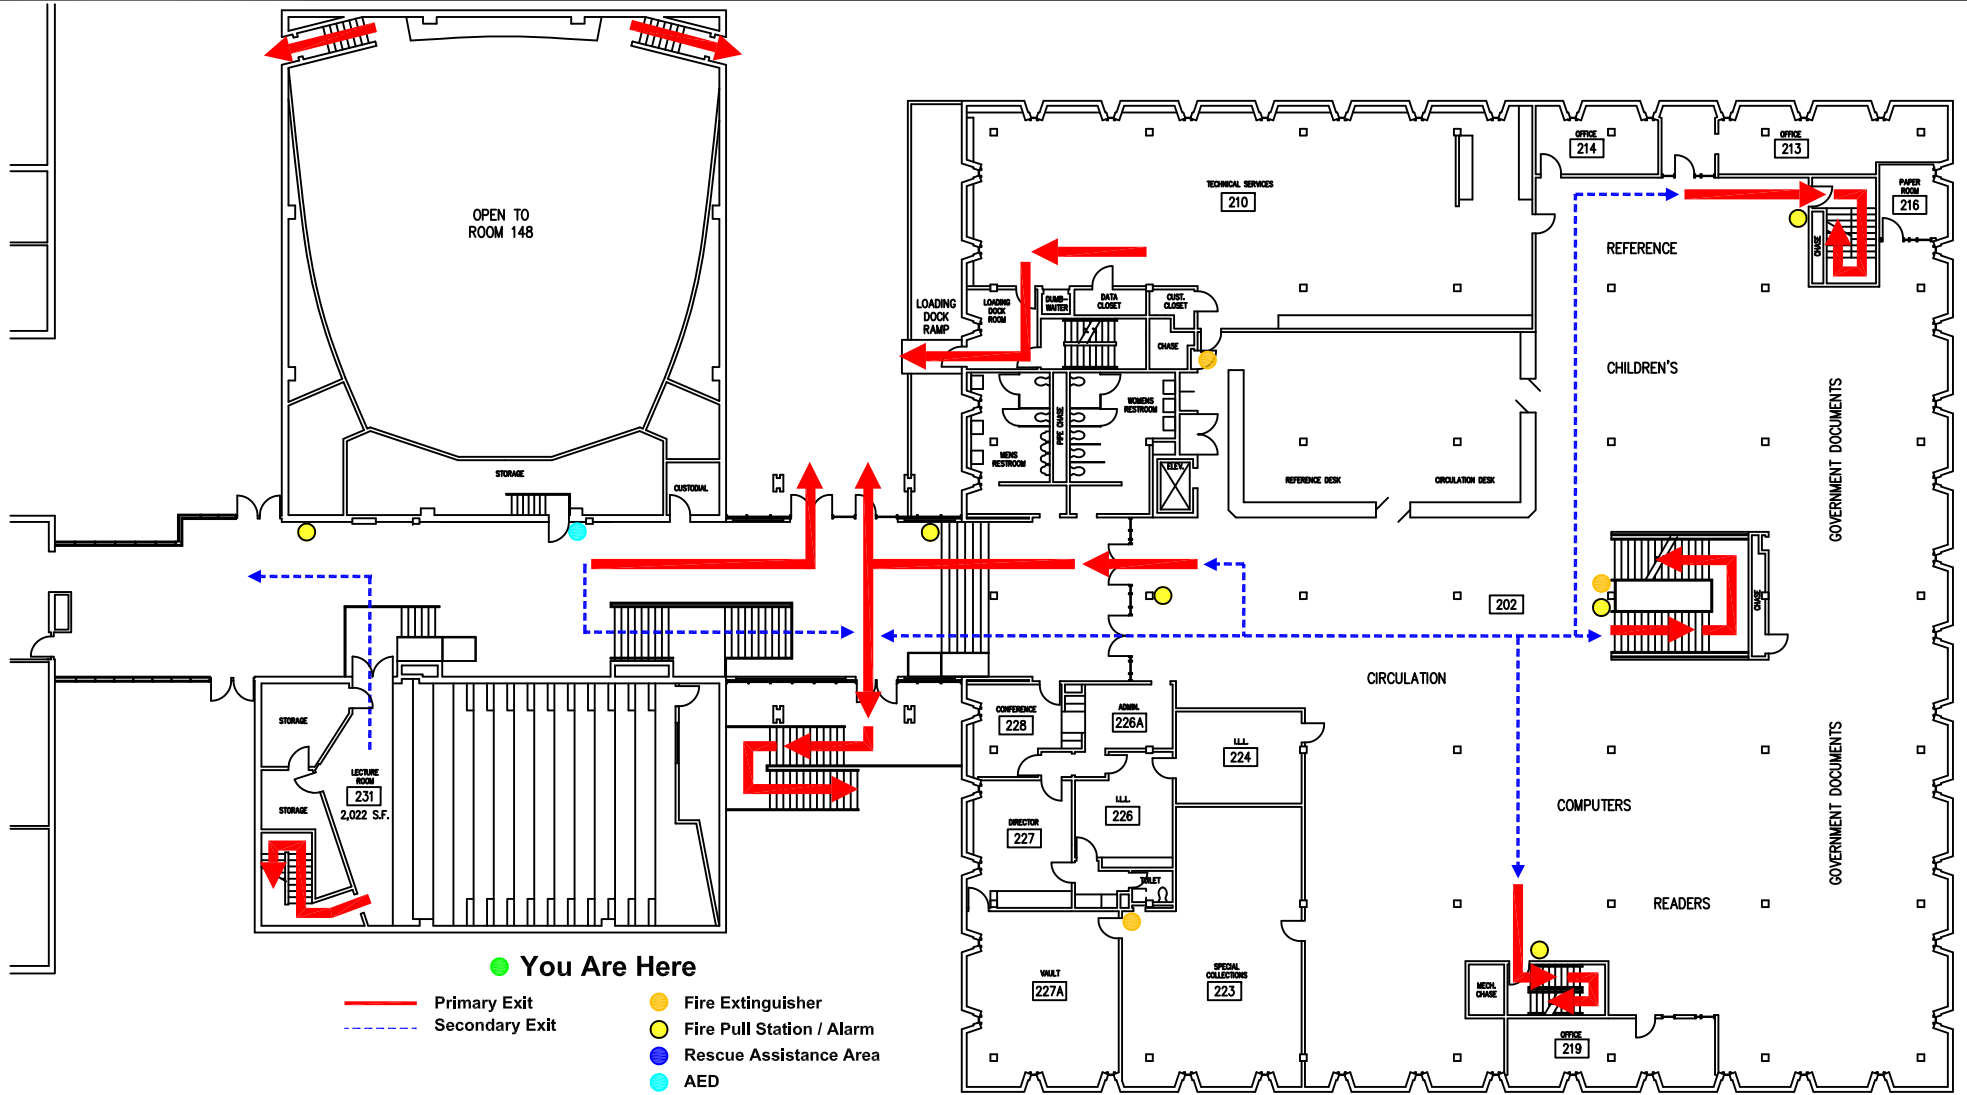 OPEN TO
ROOM 148
STORAGE
CUSTODIAL
LOADING
DOCK
RAMP
TECHNICAL SERVICES
210
LOADING
DOCK
ROOM
DUMB-
WAITER
DATA
CLOSET
CUST.
CLOSET
CHASE
PIPE CHASE
WOMENS
RESTROOM
MENS
RESTROOM
ELEV.
REFERENCE DESK
CIRCULATION DESK
OFFICE
214
OFFICE
213
PAPER
ROOM
216
CHASE
REFERENCE
CHILDREN'S
GOVERNMENT DOCUMENTS
202
CHASE
CIRCULATION
COMPUTERS
GOVERNMENT DOCUMENTS
READERS
MECH.
CHASE
OFFICE
219
CONFERENCE
228
ADMIN.
226A
I.L.L.
224
I.L.L.
226
DIRECTOR
227
TOILET
VAULT
227A
SPECIAL
COLLECTIONS
223
STORAGE
STORAGE
LECTURE
ROOM
231
2,022 S.F.
You Are Here
Primary Exit
Secondary Exit
Fire Extinguisher
Fire Pull Station / Alarm
Rescue Assistance Area
AED